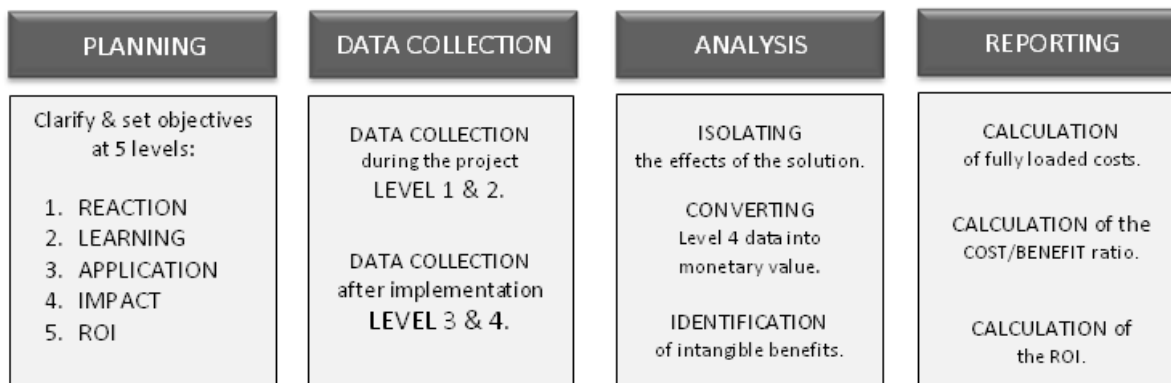 PLANNING
Clarify & set objectives
at 5 levels:
1. REACTION
2. LEARNING
3. APPLICATION
4. IMPACT
5. ROI
DATA COLLECTION
DATA COLLECTION
during the project
LEVEL 1 & 2.
DATA COLLECTION
after implementation
LEVEL 3 & 4.
ANALYSIS
ISOLATING
the effects of the solution.
CONVERTING
Level 4 data into
monetary value.
IDENTIFICATION
of intangible benefits.
REPORTING
CALCULATION
of fully loaded costs.
CALCULATION of the
COST/BENEFIT ratio.
CALCULATION of
the ROI.